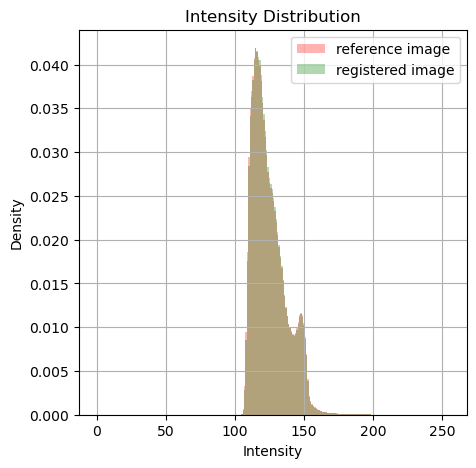 Intensity Distribution
reference image
registered image
0.040
0.035
0.030
0.025
0.020
0.015
0.010
0.005
0.000
Density
0 50 100 150 200 250
Intensity